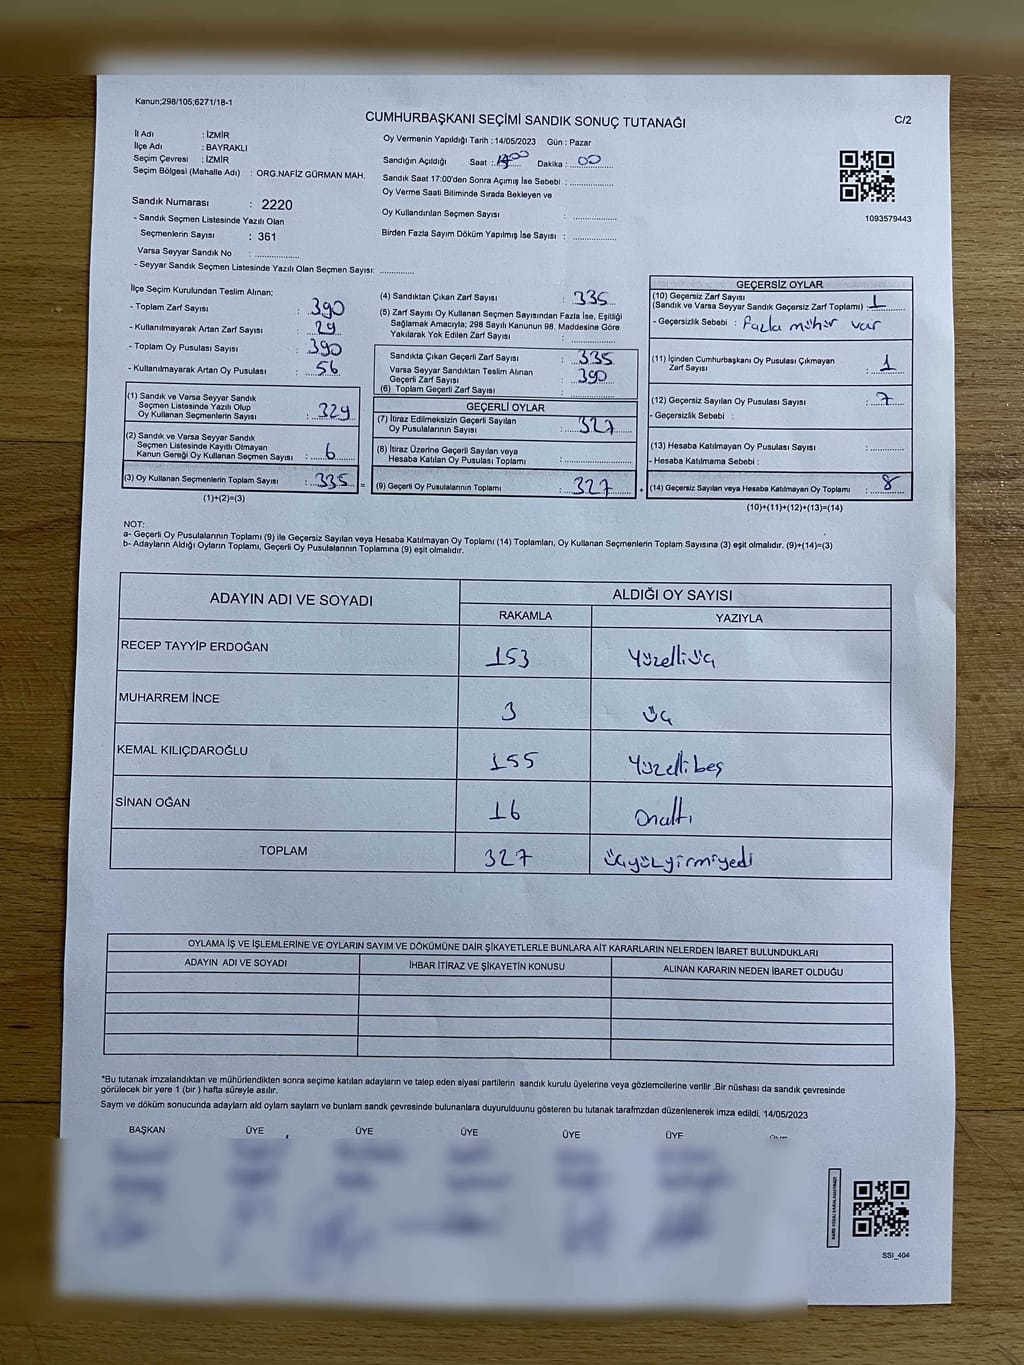 Kanun;298/105;6271/18-1
CUMHURBAŞKANI SEÇİMİ SANDIK SONUÇ TUTANAĞI
C/2
İl Adı : İZMİR
İlçe Adı : BAYRAKLI
Seçim Çevresi : İZMİR
Seçim Bölgesi (Mahalle Adı) : ORG.NAFİZ GÜRMAN MAH.
Sandık Numarası : 2220
- Sandık Seçmen Listesinde Yazılı Olan
Seçmenlerin Sayısı : 361
Varsa Seyyar Sandık No : ....................
- Seyyar Sandık Seçmen Listesinde Yazılı Olan Seçmen Sayısı: ...............
Oy Vermenin Yapıldığı Tarih : 14/05/2023 Gün : Pazar
Sandığın Açıldığı Saat : Dakika : 00
Sandık Saat 17:00'den Sonra Açımış İse Sebebi : ...................
Oy Verme Saati Bitiminde Sırada Bekleyen ve
Oy Kullandırılan Seçmen Sayısı : ...................
Birden Fazla Sayım Döküm Yapılmış İse Sayısı : ...................
1093579443
İlçe Seçim Kurulundan Teslim Alınan;
- Toplam Zarf Sayısı : 390
- Kullanılmayarak Artan Zarf Sayısı : 29
- Toplam Oy Pusulası Sayısı : 390
- Kullanılmayarak Artan Oy Pusulası : 56
(1) Sandık ve Varsa Seyyar Sandık
Seçmen Listesinde Yazılı Olup
Oy Kullanan Seçmenlerin Sayısı : 329
(2) Sandık ve Varsa Seyyar Sandık
Seçmen Listesinde Kayıtlı Olmayan
Kanun Gereği Oy Kullanan Seçmen Sayısı : 6
(3) Oy Kullanan Seçmenlerin Toplam Sayısı : 335 =
(1)+(2)=(3)
(4) Sandıktan Çıkan Zarf Sayısı : 335
(5) Zarf Sayısı Oy Kullanan Seçmen Sayısından Fazla İse, Eşitliği
Sağlamak Amacıyla; 298 Sayılı Kanunun 98. Maddesine Göre
Yakılarak Yok Edilen Zarf Sayısı : ...................
Sandıkta Çıkan Geçerli Zarf Sayısı : 335
Varsa Seyyar Sandıktan Teslim Alınan
Geçerli Zarf Sayısı : 390
(6) Toplam Geçerli Zarf Sayısı : ...................
GEÇERLİ OYLAR
(7) İtiraz Edilmeksizin Geçerli Sayılan
Oy Pusulalarının Sayısı : 327
(8) İtiraz Üzerine Geçerli Sayılan veya
Hesaba Katılan Oy Pusulası Toplamı : ...................
(9) Geçerli Oy Pusulalarının Toplamı : 327 +
GEÇERSİZ OYLAR
(10) Geçersiz Zarf Sayısı
(Sandık ve Varsa Seyyar Sandık Geçersiz Zarf Toplamı) : 1
- Geçersizlik Sebebi : Fazla mühür var
(11) İçinden Cumhurbaşkanı Oy Pusulası Çıkmayan
Zarf Sayısı : 1
(12) Geçersiz Sayılan Oy Pusulası Sayısı : 7
- Geçersizlik Sebebi :
(13) Hesaba Katılmayan Oy Pusulası Sayısı : ...............
- Hesaba Katılmama Sebebi :
(14) Geçersiz Sayılan veya Hesaba Katılmayan Oy Toplamı : 8
(10)+(11)+(12)+(13)=(14)
NOT:
a- Geçerli Oy Pusulalarının Toplamı (9) ile Geçersiz Sayılan veya Hesaba Katılmayan Oy Toplamı (14) Toplamları, Oy Kullanan Seçmenlerin Toplam Sayısına (3) eşit olmalıdır. (9)+(14)=(3)
b- Adayların Aldığı Oyların Toplamı, Geçerli Oy Pusulalarının Toplamına (9) eşit olmalıdır.
ADAYIN ADI VE SOYADI
ALDIĞI OY SAYISI
RAKAMLA YAZIYLA
RECEP TAYYİP ERDOĞAN 153 Yüzelliüç
MUHARREM İNCE 3 üç
KEMAL KILIÇDAROĞLU 155 Yüzellibeş
SİNAN OĞAN 16 Onaltı
TOPLAM 327 üçyüzyirmiyedi
OYLAMA İŞ VE İŞLEMLERİNE VE OYLARIN SAYIM VE DÖKÜMÜNE DAİR ŞİKAYETLERLE BUNLARA AİT KARARLARIN NELERDEN İBARET BULUNDUKLARI
ADAYIN ADI VE SOYADI İHBAR İTİRAZ VE ŞİKAYETİN KONUSU ALINAN KARARIN NEDEN İBARET OLDUĞU
*Bu tutanak imzalandıktan ve mühürlendikten sonra seçime katılan adayların ve talep eden siyasi partilerin sandık kurulu üyelerine veya gözlemcilerine verilir .Bir nüshası da sandık çevresinde
görülecek bir yere 1 (bir ) hafta süreyle asılır.
Sayım ve döküm sonucunda adayların ald oyların sayların ve bunların sandk çevresinde bulunanlara duyurulduunu gösteren bu tutanak tarafmzdan düzenlenerek imza edildi. 14/05/2023
BAŞKAN ÜYE ÜYE ÜYE ÜYE ÜYE
SSI_404